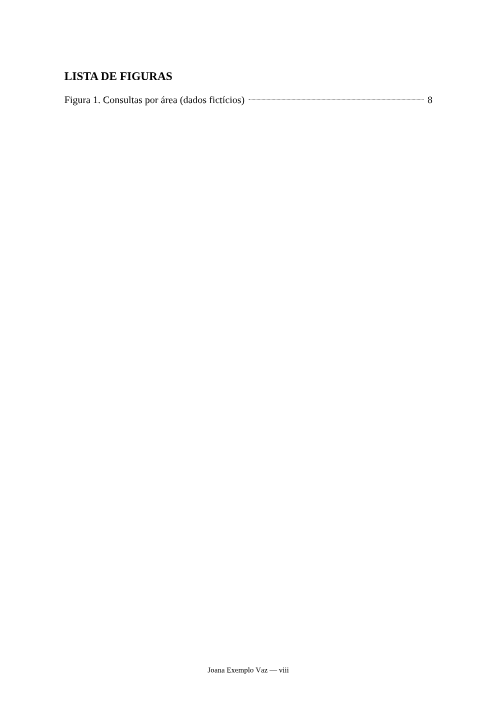 LISTA DE FIGURAS
Figura 1. Consultas por área (dados fictícios) 8
Joana Exemplo Vaz — viii